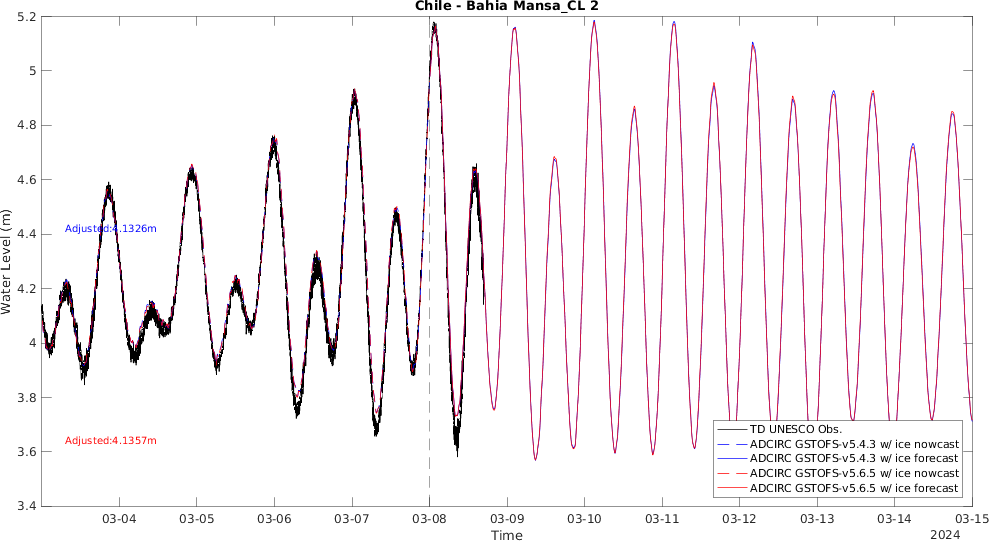 Chile - Bahia Mansa_CL 2
Water Level (m)
5.2
5
4.8
4.6
4.4
4.2
4
3.8
3.6
3.4
Adjusted:4.1326m
Adjusted:4.1357m
TD UNESCO Obs.
ADCIRC GSTOFS-v5.4.3 w/ ice nowcast
ADCIRC GSTOFS-v5.4.3 w/ ice forecast
ADCIRC GSTOFS-v5.6.5 w/ ice nowcast
ADCIRC GSTOFS-v5.6.5 w/ ice forecast
03-04 03-05 03-06 03-07 03-08 03-09 03-10 03-11 03-12 03-13 03-14 03-15
Time
2024